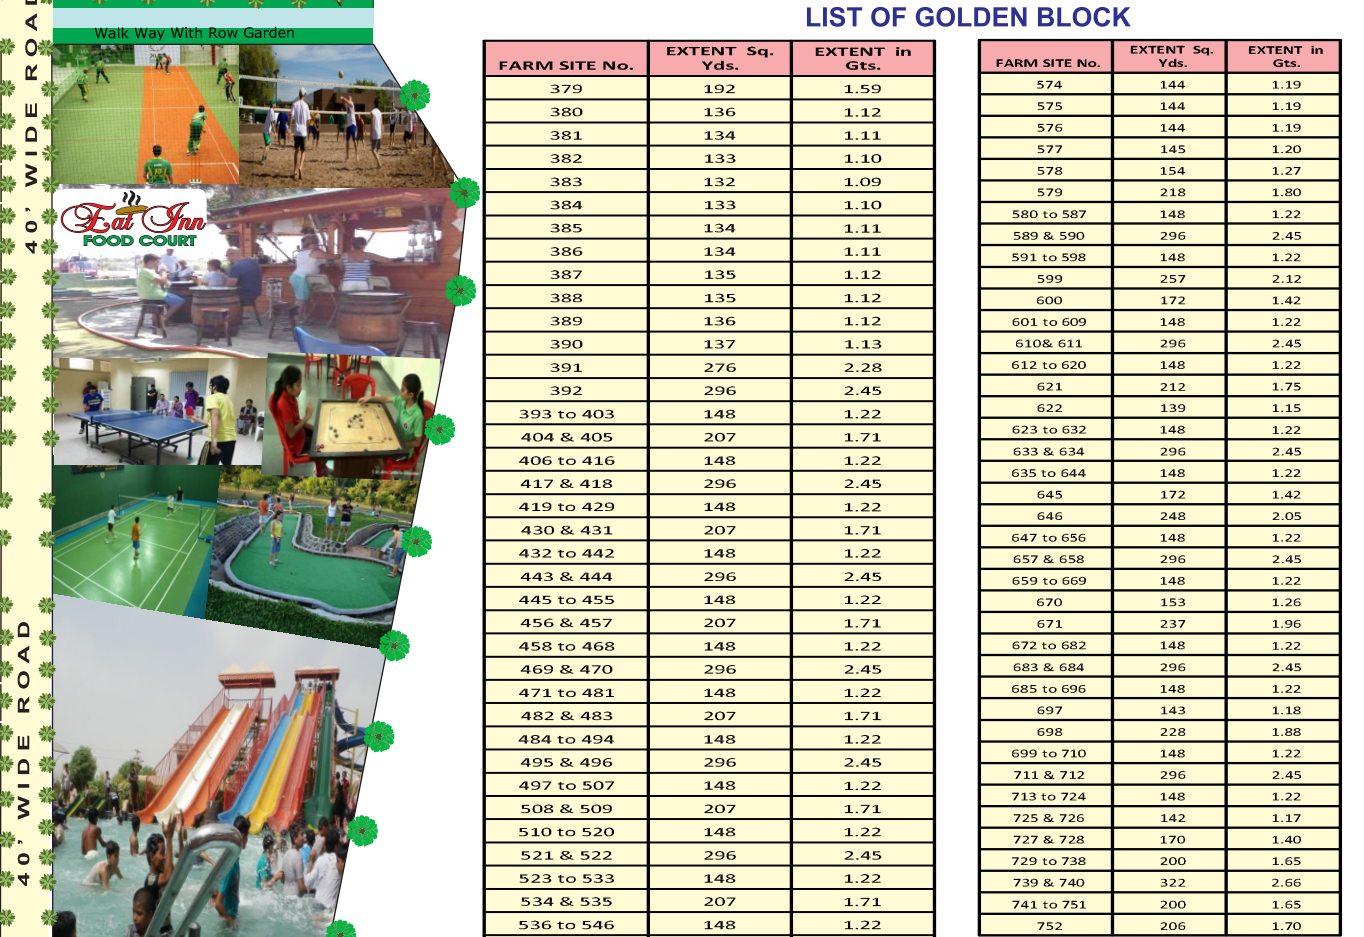 Walk Way With Row Garden
40' WIDE ROAD
Eat Inn
FOOD COURT
40' WIDE ROAD
LIST OF GOLDEN BLOCK
FARM SITE No. EXTENT Sq. Yds. EXTENT in Gts.
379 192 1.59
380 136 1.12
381 134 1.11
382 133 1.10
383 132 1.09
384 133 1.10
385 134 1.11
386 134 1.11
387 135 1.12
388 135 1.12
389 136 1.12
390 137 1.13
391 276 2.28
392 296 2.45
393 to 403 148 1.22
404 & 405 207 1.71
406 to 416 148 1.22
417 & 418 296 2.45
419 to 429 148 1.22
430 & 431 207 1.71
432 to 442 148 1.22
443 & 444 296 2.45
445 to 455 148 1.22
456 & 457 207 1.71
458 to 468 148 1.22
469 & 470 296 2.45
471 to 481 148 1.22
482 & 483 207 1.71
484 to 494 148 1.22
495 & 496 296 2.45
497 to 507 148 1.22
508 & 509 207 1.71
510 to 520 148 1.22
521 & 522 296 2.45
523 to 533 148 1.22
534 & 535 207 1.71
536 to 546 148 1.22
FARM SITE No. EXTENT Sq. Yds. EXTENT in Gts.
574 144 1.19
575 144 1.19
576 144 1.19
577 145 1.20
578 154 1.27
579 218 1.80
580 to 587 148 1.22
589 & 590 296 2.45
591 to 598 148 1.22
599 257 2.12
600 172 1.42
601 to 609 148 1.22
610& 611 296 2.45
612 to 620 148 1.22
621 212 1.75
622 139 1.15
623 to 632 148 1.22
633 & 634 296 2.45
635 to 644 148 1.22
645 172 1.42
646 248 2.05
647 to 656 148 1.22
657 & 658 296 2.45
659 to 669 148 1.22
670 153 1.26
671 237 1.96
672 to 682 148 1.22
683 & 684 296 2.45
685 to 696 148 1.22
697 143 1.18
698 228 1.88
699 to 710 148 1.22
711 & 712 296 2.45
713 to 724 148 1.22
725 & 726 142 1.17
727 & 728 170 1.40
729 to 738 200 1.65
739 & 740 322 2.66
741 to 751 200 1.65
752 206 1.70